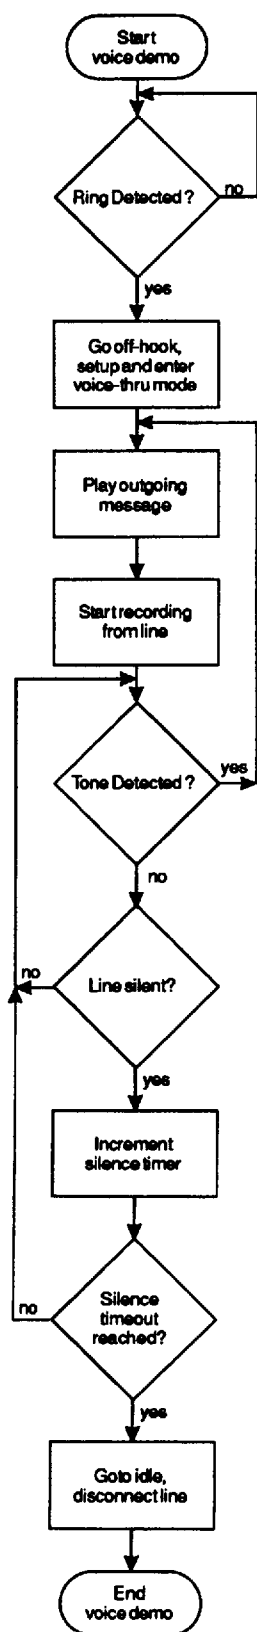 Start
voice demo
Ring Detected ?
no
yes
Go off-hook,
setup and enter
voice-thru mode
Play outgoing
message
Start recording
from line
Tone Detected ?
yes
no
Line silent?
no
yes
Increment
silence timer
Silence
timeout
reached?
no
yes
Goto idle,
disconnect line
End
voice demo